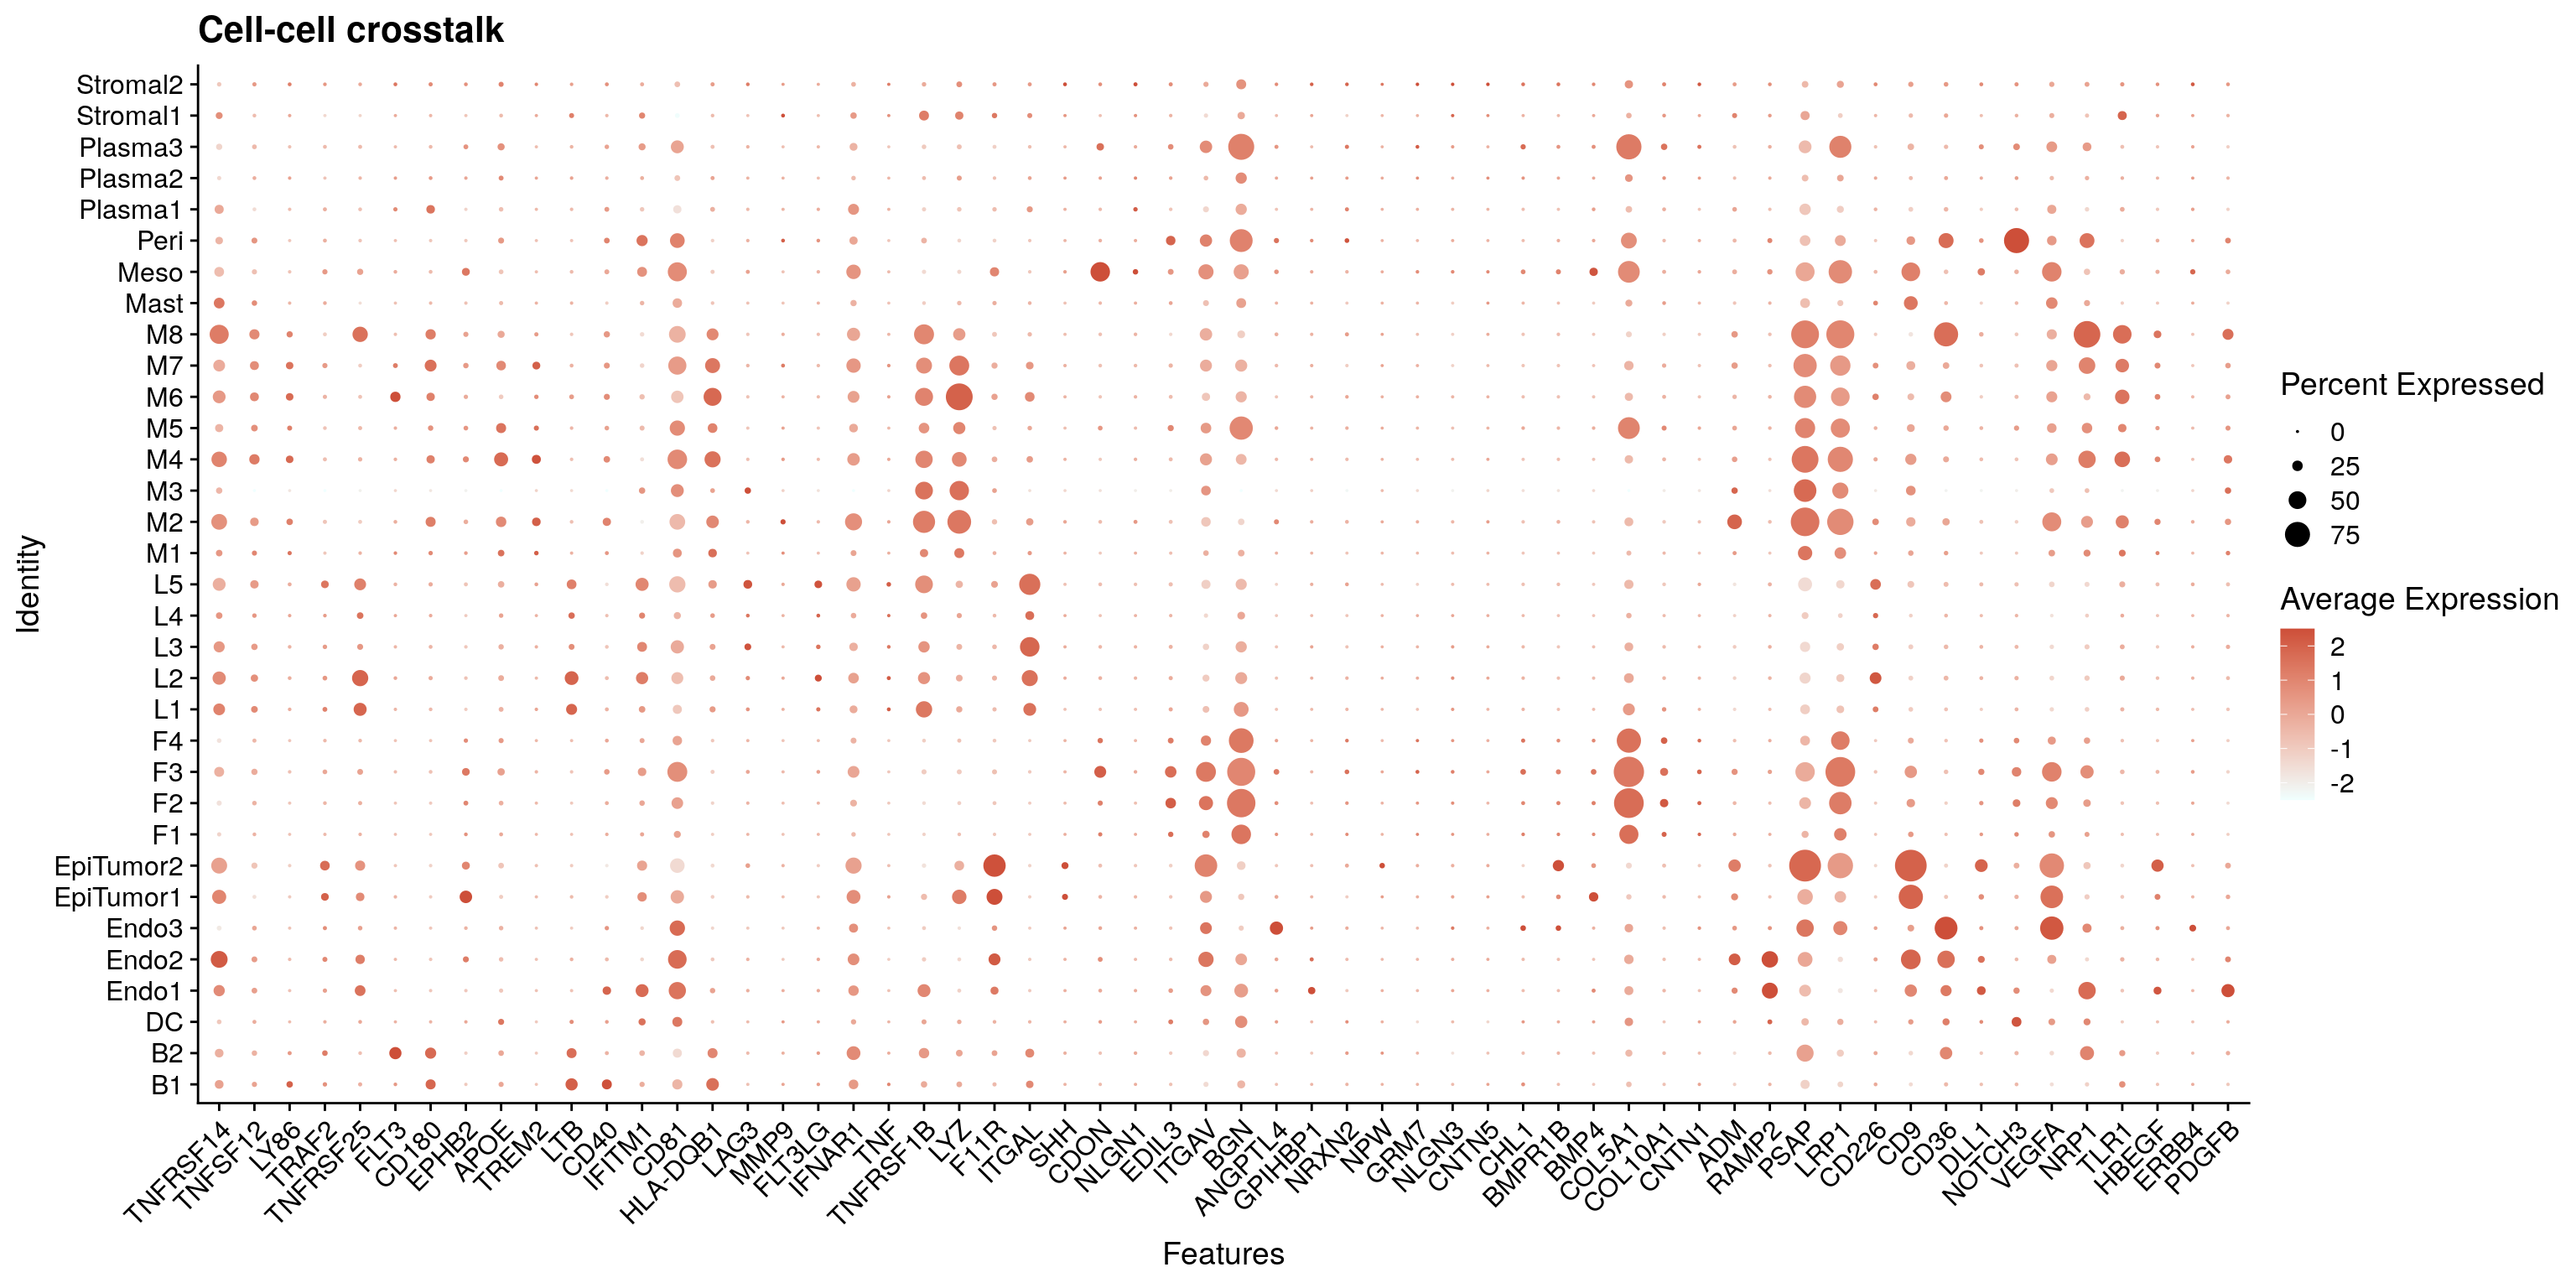 Cell-cell crosstalk
Identity
Stromal2
Stromal1
Plasma3
Plasma2
Plasma1
Peri
Meso
Mast
M8
M7
M6
M5
M4
M3
M2
M1
L5
L4
L3
L2
L1
F4
F3
F2
F1
EpiTumor2
EpiTumor1
Endo3
Endo2
Endo1
DC
B2
B1
TNFRSF14
TNFSF12
LY86
TRAF2
TNFRSF25
FLT3
CD180
EPHB2
APOE
TREM2
LTB
CD40
IFITM1
CD81
HLA-DQB1
LAG3
MMP9
FLT3LG
IFNAR1
TNF
TNFRSF1B
LYZ
F11R
ITGAL
SHH
CDON
NLGN1
EDIL3
ITGAV
BGN
ANGPTL4
GPIHBP1
NRXN2
NPW
GRM7
NLGN3
CNTN5
CHL1
BMPR1B
BMP4
COL5A1
COL10A1
CNTN1
ADM
RAMP2
PSAP
LRP1
CD226
CD9
CD36
DLL1
NOTCH3
VEGFA
NRP1
TLR1
HBEGF
ERBB4
PDGFB
Features
Percent Expressed
0
25
50
75
Average Expression
2
1
0
-1
-2